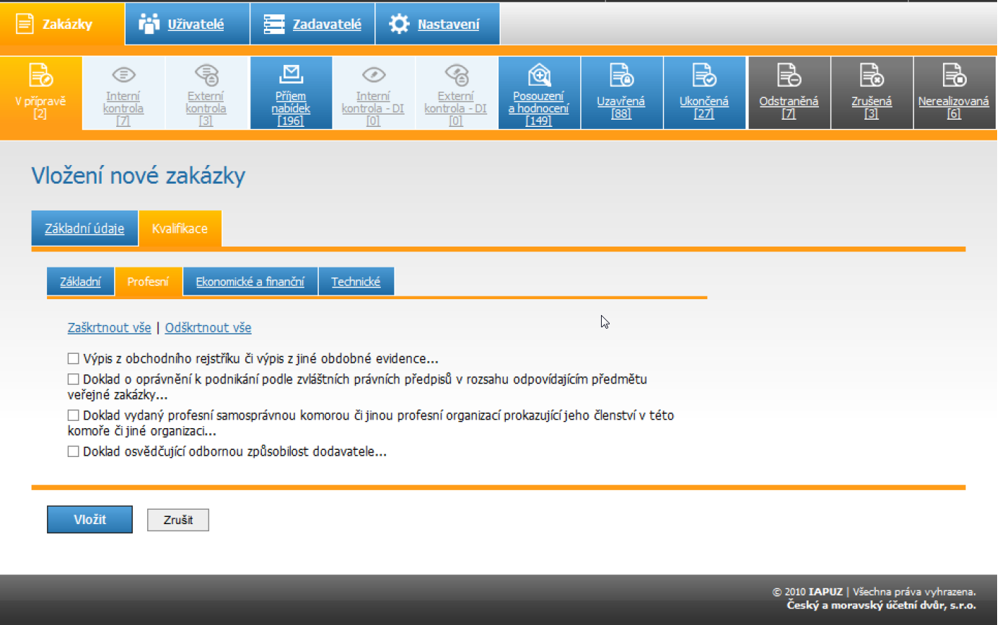 Zakázky
Uživatelé
Zadavatelé
Nastavení
V přípravě
[2]
Interní
kontrola
[7]
Externí
kontrola
[3]
Příjem
nabídek
[196]
Interní
kontrola - DI
[0]
Externí
kontrola - DI
[0]
Posouzení
a hodnocení
[149]
Uzavřená
[88]
Ukončená
[27]
Odstraněná
[7]
Zrušená
[3]
Nerealizovaná
[6]
Vložení nové zakázky
Základní údaje
Kvalifikace
Základní
Profesní
Ekonomické a finanční
Technické
Zaškrtnout vše | Odškrtnout vše
Výpis z obchodního rejstříku či výpis z jiné obdobné evidence...
Doklad o oprávnění k podnikání podle zvláštních právních předpisů v rozsahu odpovídajícím předmětu
veřejné zakázky...
Doklad vydaný profesní samosprávnou komorou či jinou profesní organizací prokazující jeho členství v této
komoře či jiné organizaci...
Doklad osvědčující odbornou způsobilost dodavatele...
Vložit
Zrušit
© 2010 IAPUZ | Všechna práva vyhrazena.
Český a moravský účetní dvůr, s.r.o.